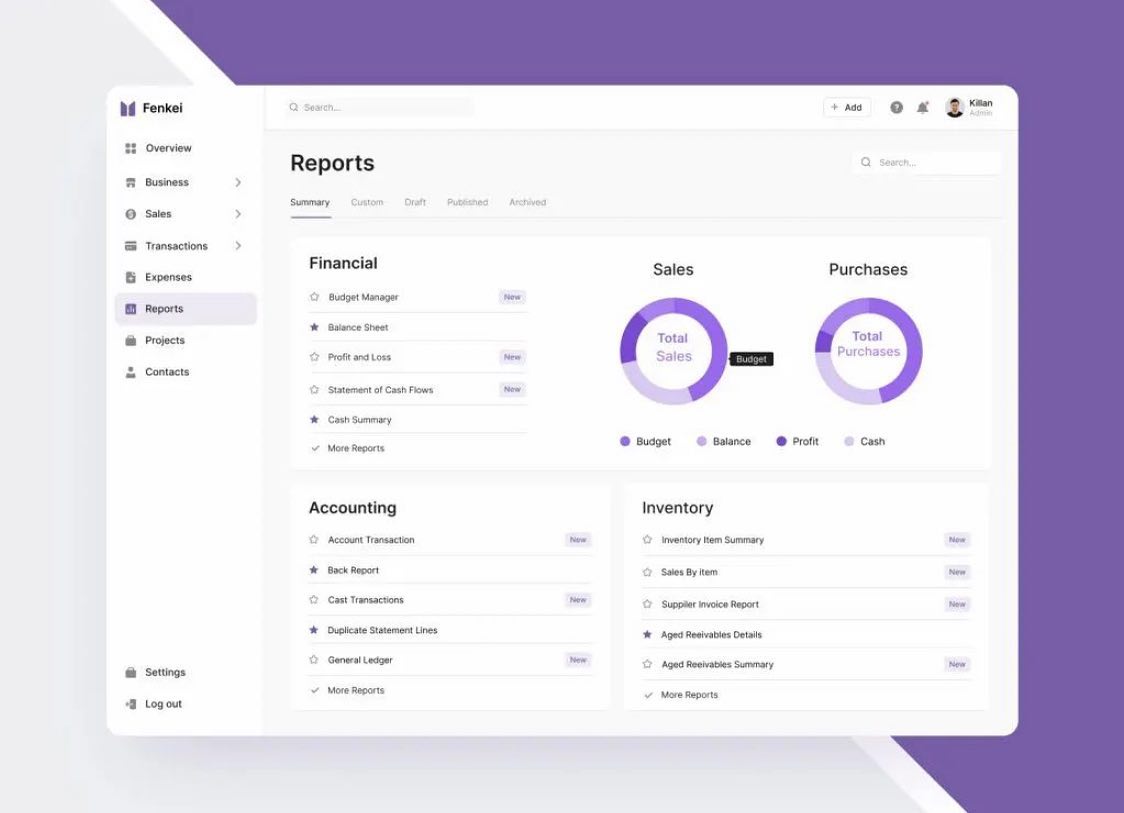 Fenkei
Search...
+ Add
?
Killan
Admin
Overview
Business
Sales
Transactions
Expenses
Reports
Projects
Contacts
Settings
Log out
Reports
Search...
Summary Custom Draft Published Archived
Financial
Budget Manager New
Balance Sheet
Profit and Loss New
Statement of Cash Flows New
Cash Summary
More Reports
Sales
Total
Sales
Budget
Purchases
Total
Purchases
Budget Balance Profit Cash
Accounting
Account Transaction New
Back Report
Cast Transactions New
Duplicate Statement Lines
General Ledger New
More Reports
Inventory
Inventory Item Summary New
Sales By item New
Suppiler Invoice Report New
Aged Reeivables Details
Aged Reeivables Summary New
More Reports